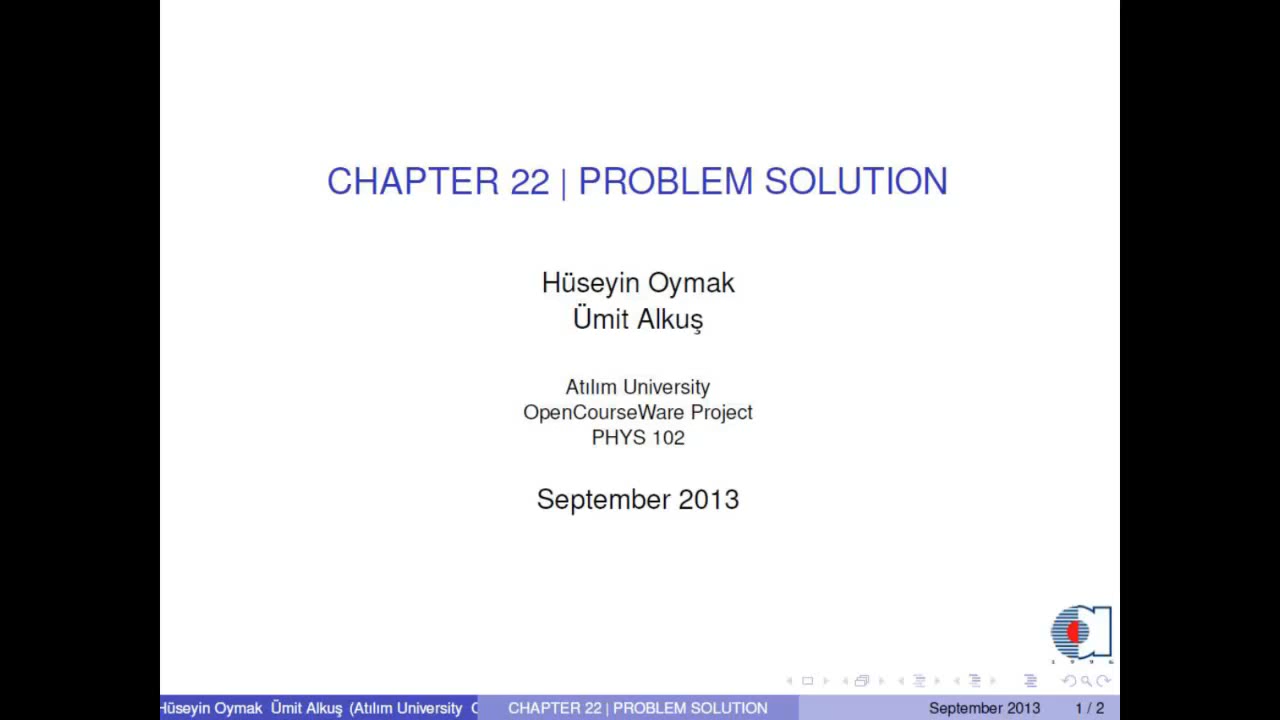 CHAPTER 22 | PROBLEM SOLUTION
Hüseyin Oymak
Ümit Alkuş
Atılım University
OpenCourseWare Project
PHYS 102
September 2013
1996
Hüseyin Oymak Ümit Alkuş (Atılım University
CHAPTER 22 | PROBLEM SOLUTION
September 2013
1 / 2